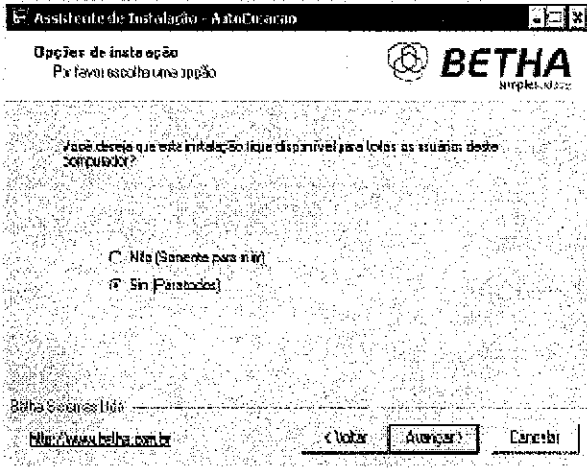 Assistente de Instalação - AutoCotacao
Opções de instalação
Por favor escolha uma opção
BETHA
Você deseja que esta instalação fique disponível para todos os usuários deste
computador?
Não (Somente para mim)
Sim (Para todos)
Betha Sistemas Ltda
http://www.betha.com.br
< Voltar
Avançar >
Cancelar